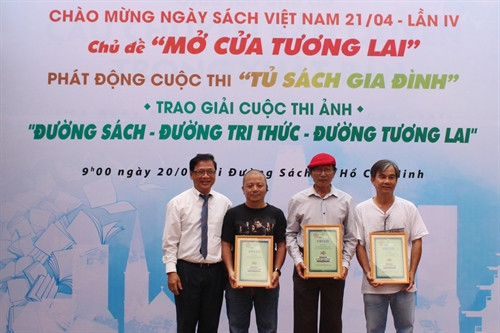 CHÀO MỪNG NGÀY SÁCH VIỆT NAM 21/04 - LẦN IV
Chủ đề "MỞ CỬA TƯƠNG LAI"
PHÁT ĐỘNG CUỘC THI "TỦ SÁCH GIA ĐÌNH"
TRAO GIẢI CUỘC THI ẢNH
"ĐƯỜNG SÁCH - ĐƯỜNG TRI THỨC - ĐƯỜNG TƯƠNG LAI"
9h00 ngày 20/0 i Đường Sách Hồ C inh